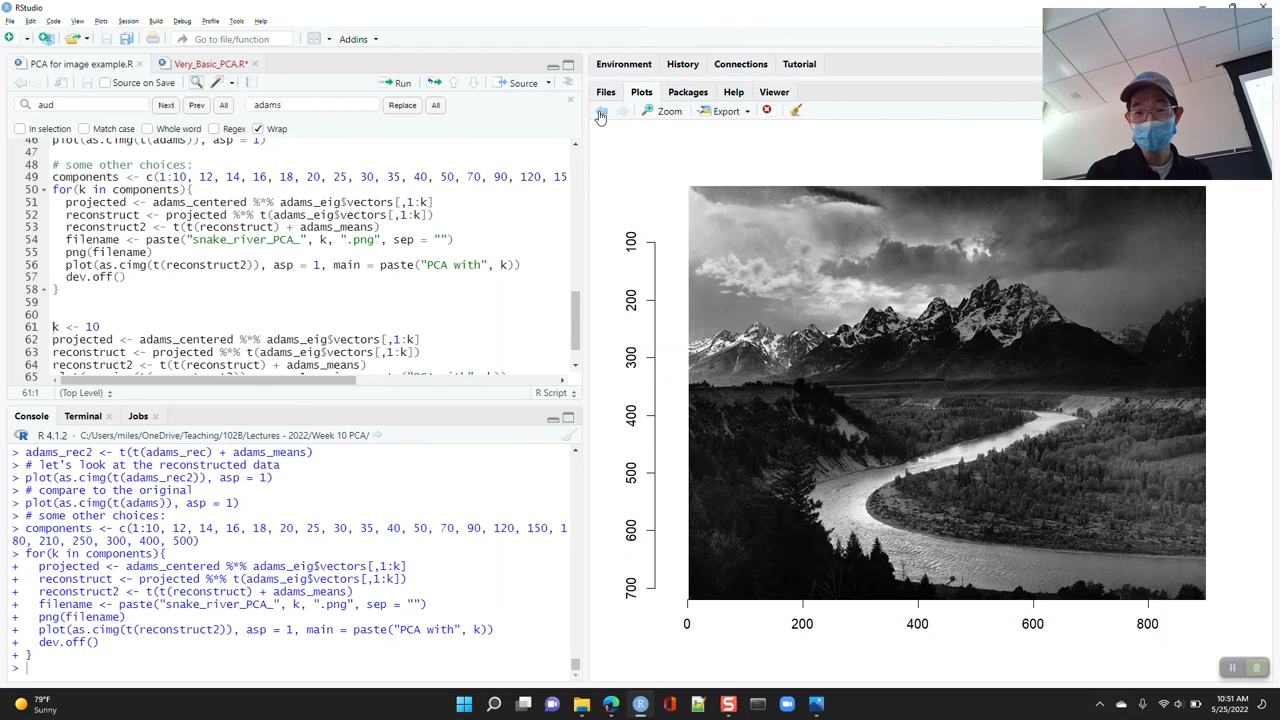 RStudio
File Edit Code View Plots Session Build Debug Profile Tools Help
Go to file/function Addins
PCA for image example.R Very_Basic_PCA.R*
Source on Save Run Source
aud Next Prev All adams Replace All
In selection Match case Whole word Regex Wrap
46 plot(as.cimg(t(adams)), asp = 1)
47
48 # some other choices:
49 components <- c(1:10, 12, 14, 16, 18, 20, 25, 30, 35, 40, 50, 70, 90, 120, 15
50 for(k in components){
51 projected <- adams_centered %*% adams_eig$vectors[,1:k]
52 reconstruct <- projected %*% t(adams_eig$vectors[,1:k])
53 reconstruct2 <- t(t(reconstruct) + adams_means)
54 filename <- paste("snake_river_PCA_", k, ".png", sep = "")
55 png(filename)
56 plot(as.cimg(t(reconstruct2)), asp = 1, main = paste("PCA with", k))
57 dev.off()
58 }
59
60
61 k <- 10
62 projected <- adams_centered %*% adams_eig$vectors[,1:k]
63 reconstruct <- projected %*% t(adams_eig$vectors[,1:k])
64 reconstruct2 <- t(t(reconstruct) + adams_means)
65
61:1 (Top Level) R Script
Console Terminal Jobs
R 4.1.2 · C:/Users/miles/OneDrive/Teaching/102B/Lectures - 2022/Week 10 PCA/
> adams_rec2 <- t(t(adams_rec) + adams_means)
> # let's look at the reconstructed data
> plot(as.cimg(t(adams_rec2)), asp = 1)
> # compare to the original
> plot(as.cimg(t(adams)), asp = 1)
> # some other choices:
> components <- c(1:10, 12, 14, 16, 18, 20, 25, 30, 35, 40, 50, 70, 90, 120, 150, 1
80, 210, 250, 300, 400, 500)
> for(k in components){
+ projected <- adams_centered %*% adams_eig$vectors[,1:k]
+ reconstruct <- projected %*% t(adams_eig$vectors[,1:k])
+ reconstruct2 <- t(t(reconstruct) + adams_means)
+ filename <- paste("snake_river_PCA_", k, ".png", sep = "")
+ png(filename)
+ plot(as.cimg(t(reconstruct2)), asp = 1, main = paste("PCA with", k))
+ dev.off()
+ }
>
Environment History Connections Tutorial
Files Plots Packages Help Viewer
Zoom Export
100
200
300
400
500
600
700
0 200 400 600 800
79°F
Sunny
10:51 AM
5/25/2022